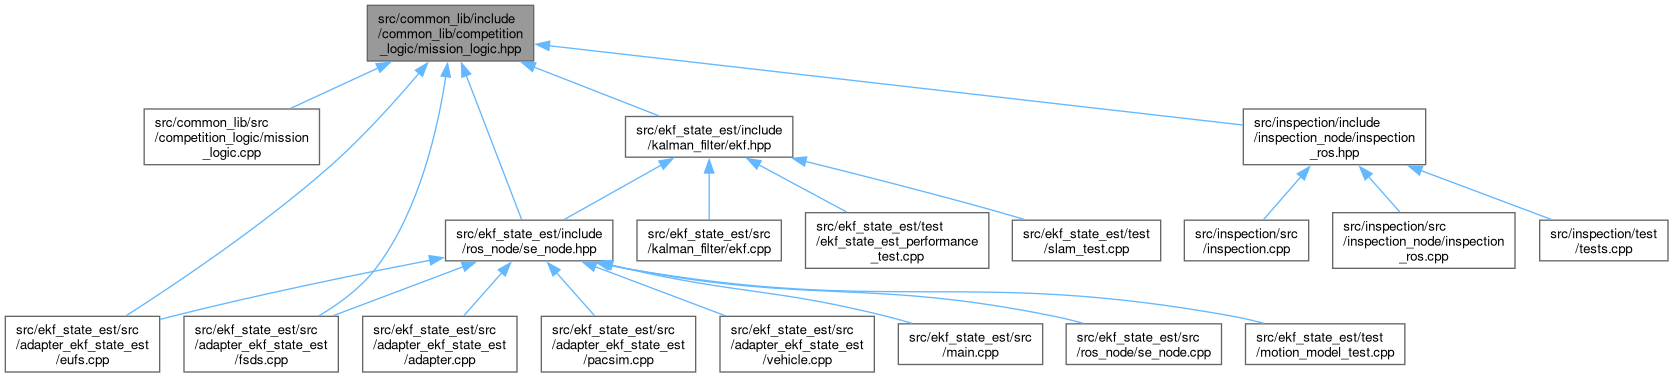 src/common_lib/include
/common_lib/competition
_logic/mission_logic.hpp
src/common_lib/src
/competition_logic/mission
_logic.cpp
src/ekf_state_est/include
/kalman_filter/ekf.hpp
src/inspection/include
/inspection_node/inspection
_ros.hpp
src/ekf_state_est/include
/ros_node/se_node.hpp
src/ekf_state_est/src
/kalman_filter/ekf.cpp
src/ekf_state_est/test
/ekf_state_est_performance
_test.cpp
src/ekf_state_est/test
/slam_test.cpp
src/inspection/src
/inspection.cpp
src/inspection/src
/inspection_node/inspection
_ros.cpp
src/inspection/test
/tests.cpp
src/ekf_state_est/src
/adapter_ekf_state_est
/eufs.cpp
src/ekf_state_est/src
/adapter_ekf_state_est
/fsds.cpp
src/ekf_state_est/src
/adapter_ekf_state_est
/adapter.cpp
src/ekf_state_est/src
/adapter_ekf_state_est
/pacsim.cpp
src/ekf_state_est/src
/adapter_ekf_state_est
/vehicle.cpp
src/ekf_state_est/src
/main.cpp
src/ekf_state_est/src
/ros_node/se_node.cpp
src/ekf_state_est/test
/motion_model_test.cpp